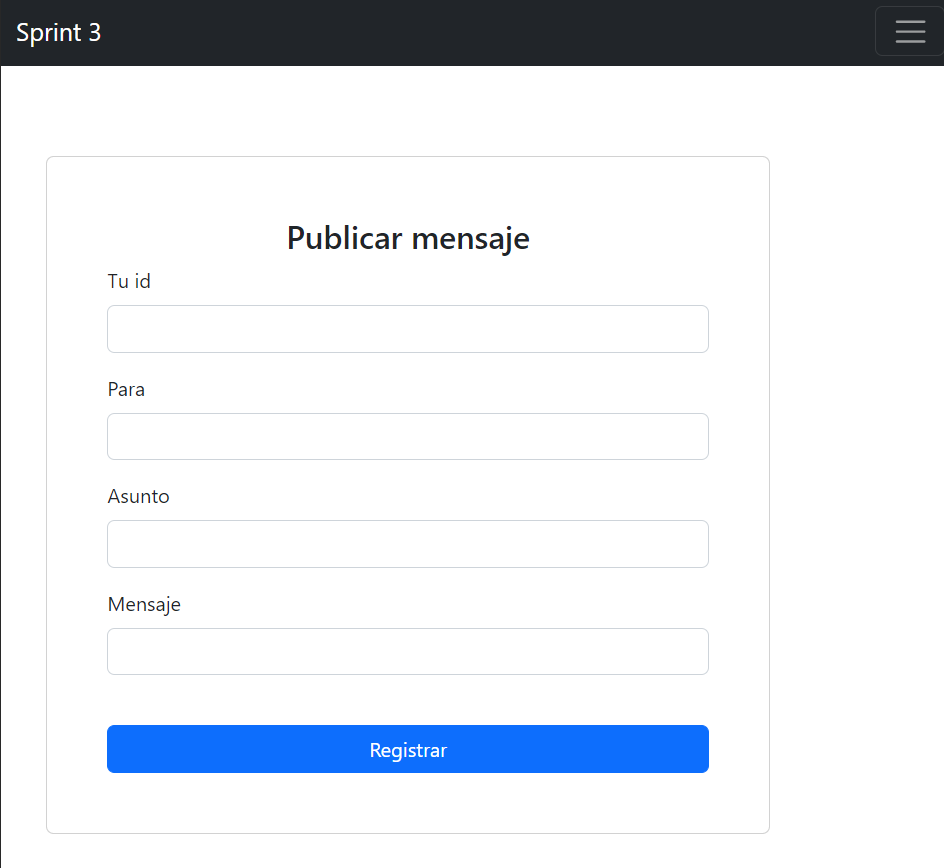 Sprint 3
Publicar mensaje
Tu id
Para
Asunto
Mensaje
Registrar